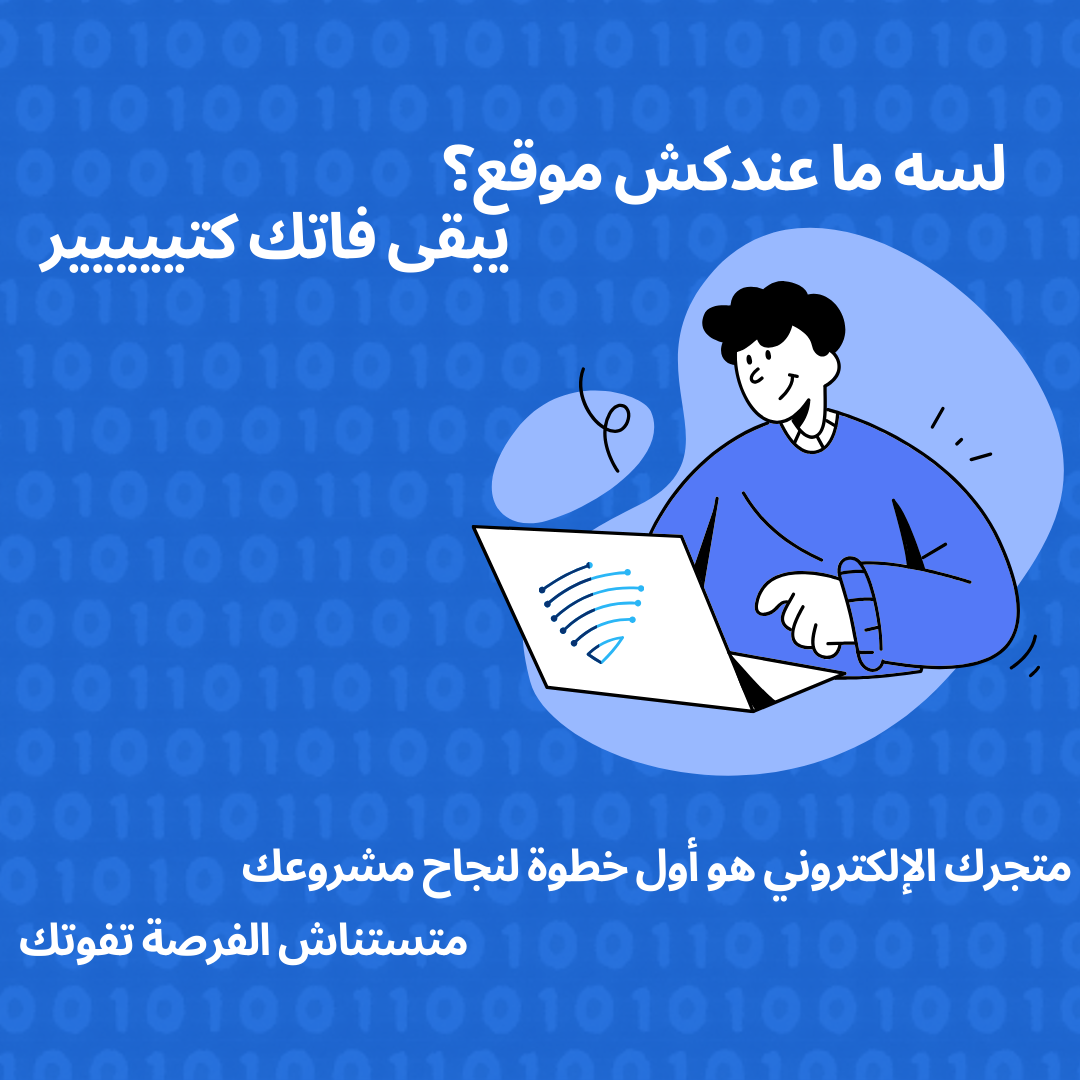 لسه ما عندكش موقع؟
يبقى فاتك كتيييييير
متجرك الإلكتروني هو أول خطوة لنجاح مشروعك
متستناش الفرصة تفوتك